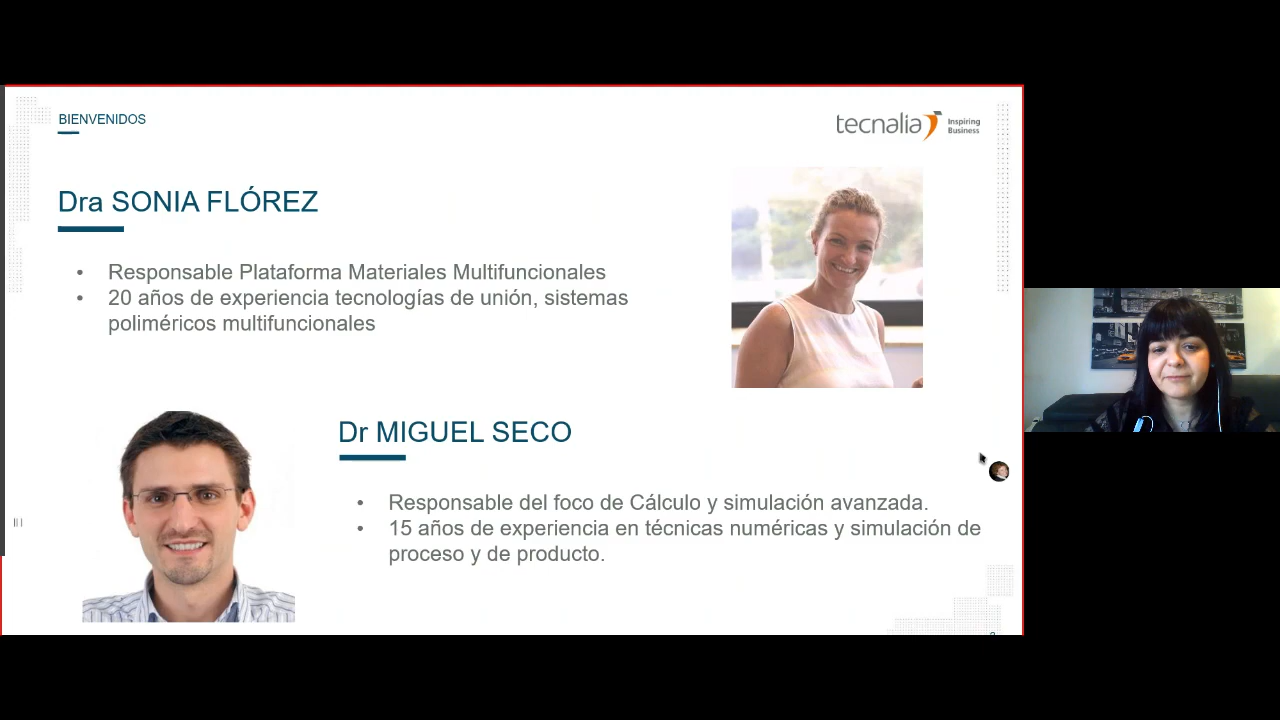 BIENVENIDOS
tecnalia Inspiring
Business
Dra SONIA FLÓREZ
• Responsable Plataforma Materiales Multifuncionales
• 20 años de experiencia tecnologías de unión, sistemas
poliméricos multifuncionales
Dr MIGUEL SECO
• Responsable del foco de Cálculo y simulación avanzada.
• 15 años de experiencia en técnicas numéricas y simulación de
proceso y de producto.